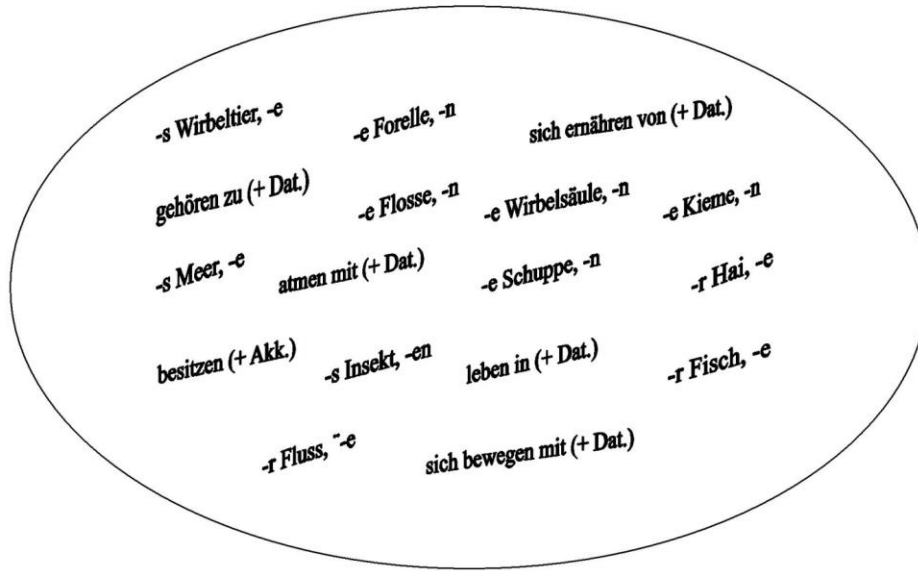 -s Wirbeltier, -e
-e Forelle, -n
sich ernähren von (+ Dat.)
gehören zu (+ Dat.)
-e Flosse, -n
-e Wirbelsäule, -n
-e Kieme, -n
-s Meer, -e
atmen mit (+ Dat.)
-e Schuppe, -n
-r Hai, -e
besitzen (+ Akk.)
-s Insekt, -en
leben in (+ Dat.)
-r Fisch, -e
-r Fluss, ¨-e
sich bewegen mit (+ Dat.)